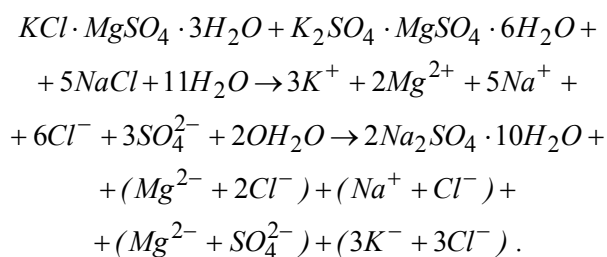 KCl · MgSO₄ · 3H₂O + K₂SO₄ · MgSO₄ · 6H₂O +
+ 5NaCl + 11H₂O → 3K⁺ + 2Mg²⁺ + 5Na⁺ +
+ 6Cl⁻ + 3SO₄²⁻ + 2OH₂O → 2Na₂SO₄ · 10H₂O +
+ (Mg²⁻ + 2Cl⁻) + (Na⁺ + Cl⁻) +
+ (Mg²⁻ + SO₄²⁻) + (3K⁻ + 3Cl⁻) .